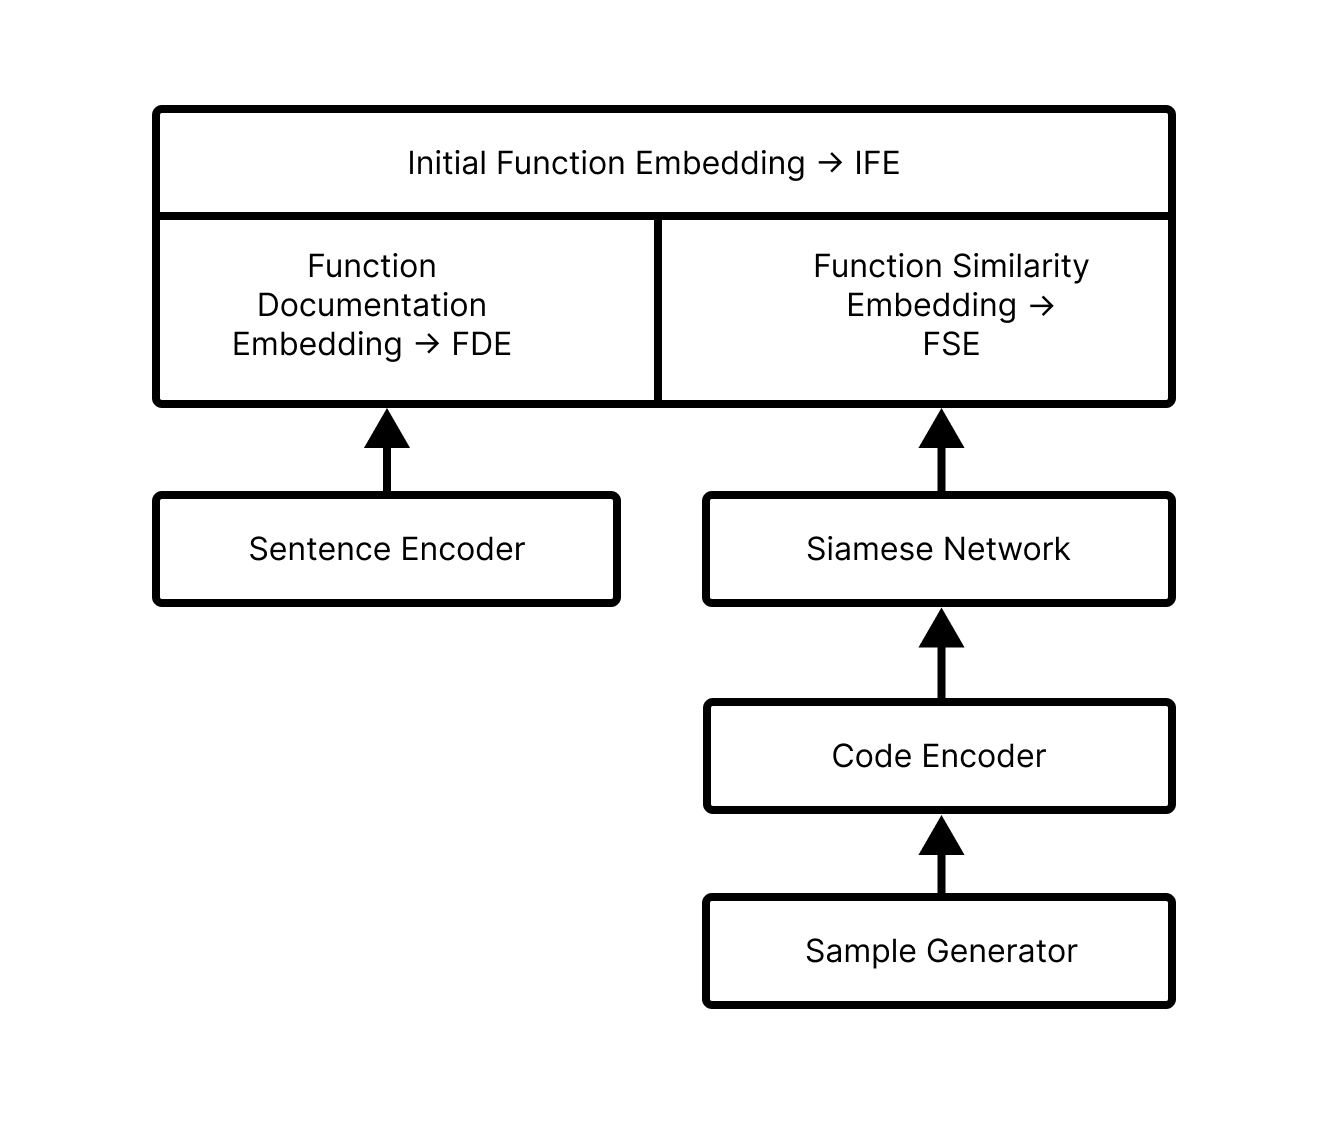 Initial Function Embedding → IFE
Function
Documentation
Embedding → FDE
Function Similarity
Embedding →
FSE
Sentence Encoder
Siamese Network
Code Encoder
Sample Generator